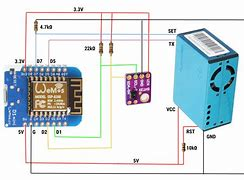 3.3V
3.3V
4.7kΩ
D7 D5
22kΩ
SET
TX
WeMos
D2 D1
5V G
VCC
RST
10kΩ
5V
GND